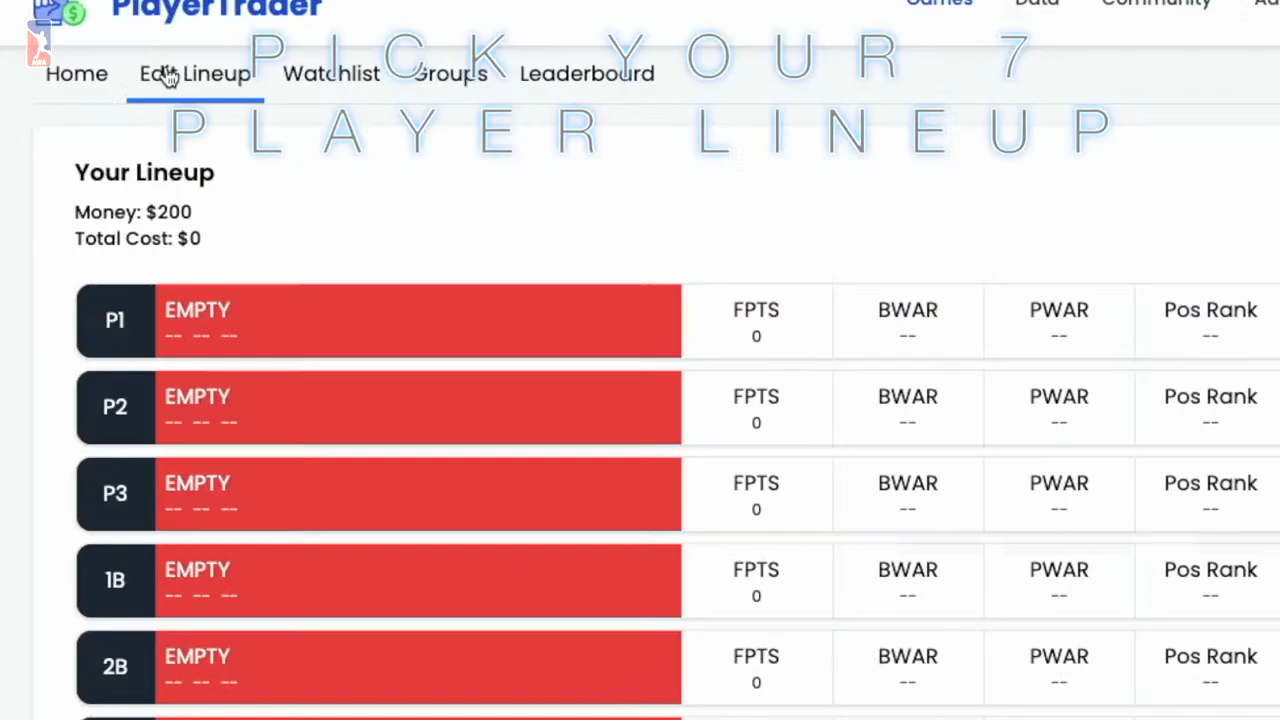 PlayerTrader
Games Data Community
AWA
Home Edit Lineup Watchlist Groups Leaderboard
PICK YOUR 7
PLAYER LINEUP
Your Lineup
Money: $200
Total Cost: $0
P1 EMPTY FPTS BWAR PWAR Pos Rank
-- -- -- 0 -- -- --
P2 EMPTY FPTS BWAR PWAR Pos Rank
-- -- -- 0 -- -- --
P3 EMPTY FPTS BWAR PWAR Pos Rank
-- -- -- 0 -- -- --
1B EMPTY FPTS BWAR PWAR Pos Rank
-- -- -- 0 -- -- --
2B EMPTY FPTS BWAR PWAR Pos Rank
-- -- -- 0 -- -- --